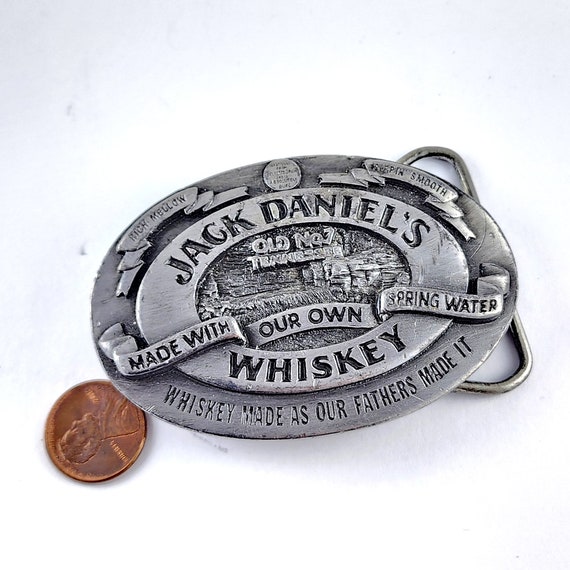 RICH MELLOW
SIPPIN' SMOOTH
JACK DANIEL'S
OLD No. 7
TENNESSEE
MADE WITH OUR OWN SPRING WATER
WHISKEY
WHISKEY MADE AS OUR FATHERS MADE IT